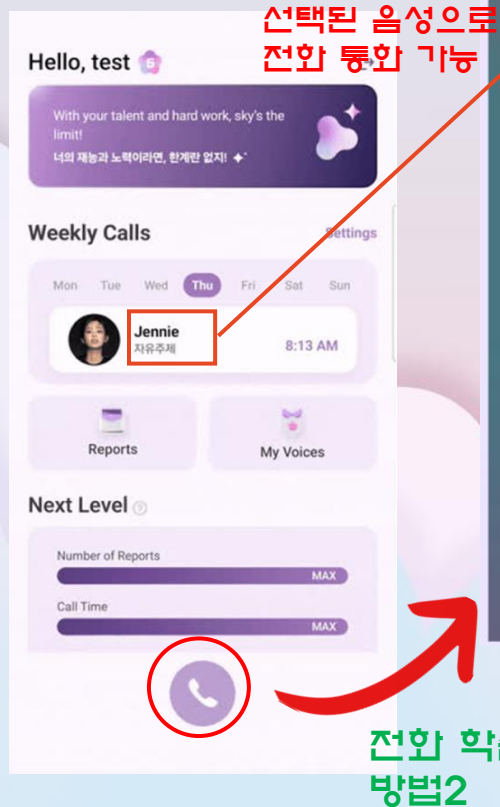 선택된 음성으로
전화 통화 가능
Hello, test
With your talent and hard work, sky's the
limit!
너의 재능과 노력이라면, 한계란 없지!
Weekly Calls
Settings
Mon Tue Wed Thu Fri Sat Sun
Jennie
자유주제
8:13 AM
Reports
My Voices
Next Level ?
Number of Reports
MAX
Call Time
MAX
전화
방법2